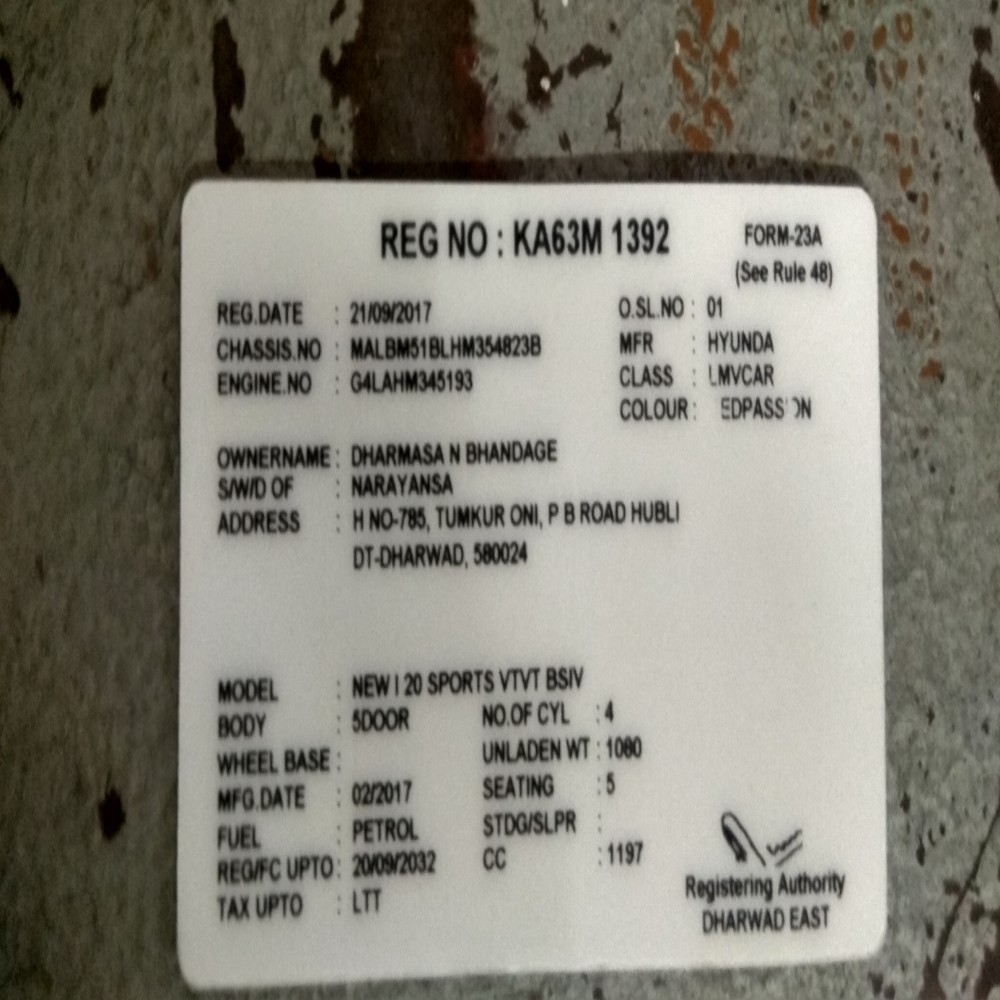 REG NO : KA63M 1392 FORM-23A
(See Rule 48)
REG.DATE : 21/09/2017 O.SL.NO : 01
CHASSIS.NO : MALBM51BLHM354823B MFR : HYUNDA
ENGINE.NO : G4LAHM345193 CLASS : LMVCAR
COLOUR :
OWNERNAME : DHARMASA N BHANDAGE
S/W/D OF : NARAYANSA
ADDRESS : H NO-785, TUMKUR ONI, P B ROAD HUBLI
DT-DHARWAD, 580024
MODEL : NEW I 20 SPORTS VTVT BSIV
BODY : 5DOOR NO.OF CYL : 4
WHEEL BASE : UNLADEN WT : 1080
MFG.DATE : 02/2017 SEATING : 5
FUEL : PETROL STDG/SLPR :
REG/FC UPTO : 20/09/2032 CC : 1197
TAX UPTO : LTT
Registering Authority
DHARWAD EAST